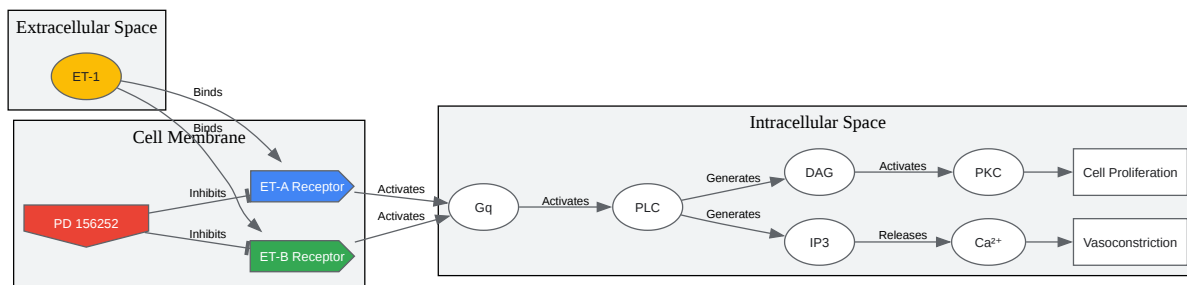 Extracellular Space
ET-1
Binds
Binds
Cell Membrane
PD 156252
Inhibits
Inhibits
ET-A Receptor
ET-B Receptor
Activates
Activates
Intracellular Space
Gq
Activates
PLC
Generates
Generates
DAG
Activates
PKC
Cell Proliferation
IP3
Releases
Ca²⁺
Vasoconstriction